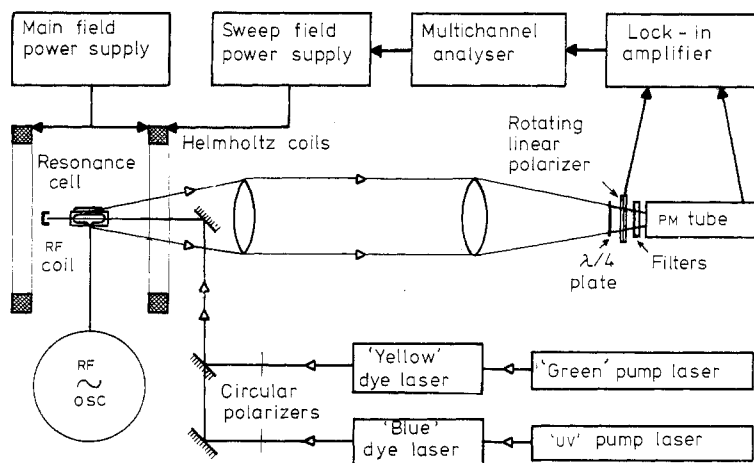 Main field
power supply
Sweep field
power supply
Multichannel
analyser
Lock-in
amplifier
Helmholtz coils
Resonance
cell
RF
coil
Rotating
linear
polarizer
PM tube
λ/4
plate
Filters
RF
~
OSC
Circular
polarizers
'Yellow'
dye laser
'Green' pump laser
'Blue'
dye laser
'UV' pump laser